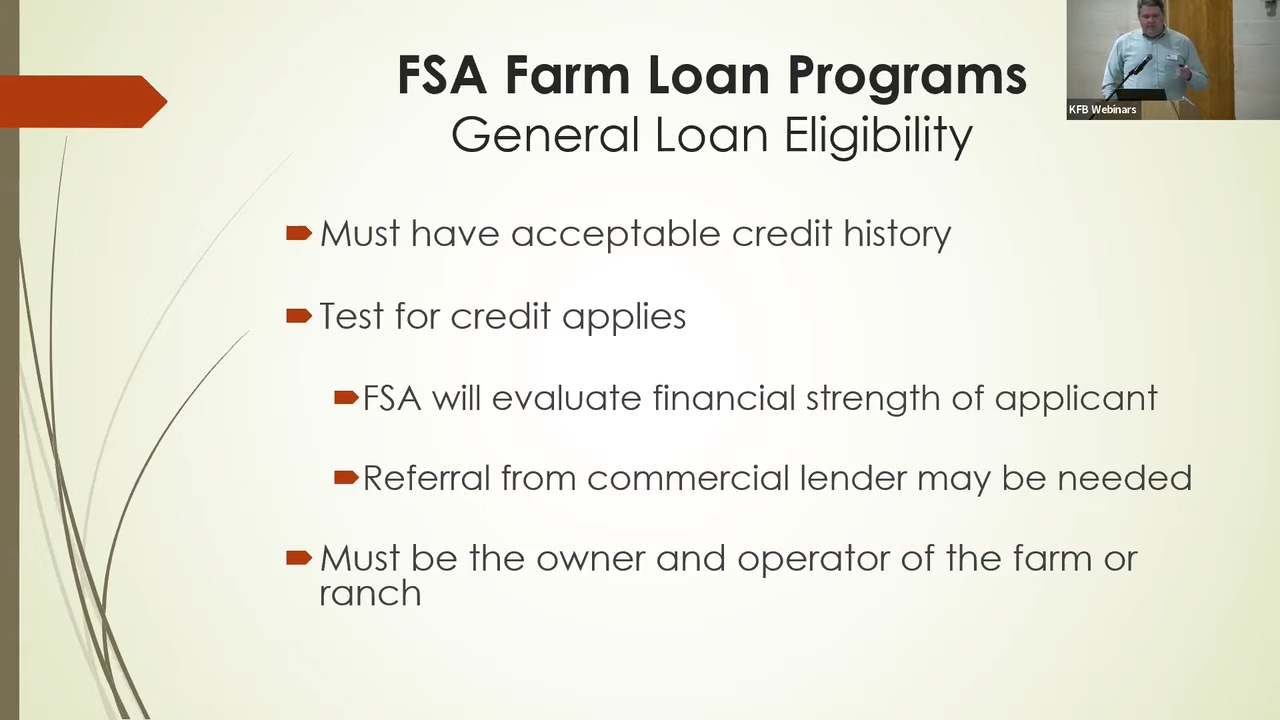 FSA Farm Loan Programs
General Loan Eligibility
KFB Webinars
Must have acceptable credit history
Test for credit applies
FSA will evaluate financial strength of applicant
Referral from commercial lender may be needed
Must be the owner and operator of the farm or
ranch